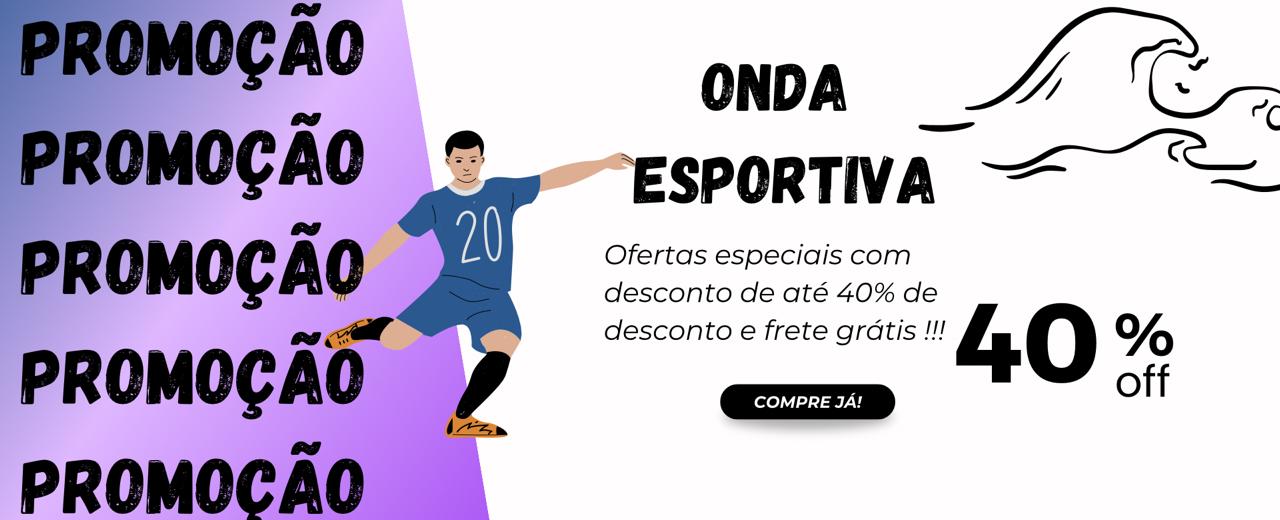 PROMOÇÃO
PROMOÇÃO
PROMOÇÃO
PROMOÇÃO
PROMOÇÃO
20
ONDA
ESPORTIVA
Ofertas especiais com
desconto de até 40% de
desconto e frete grátis !!!
40 %
off
COMPRE JÁ!